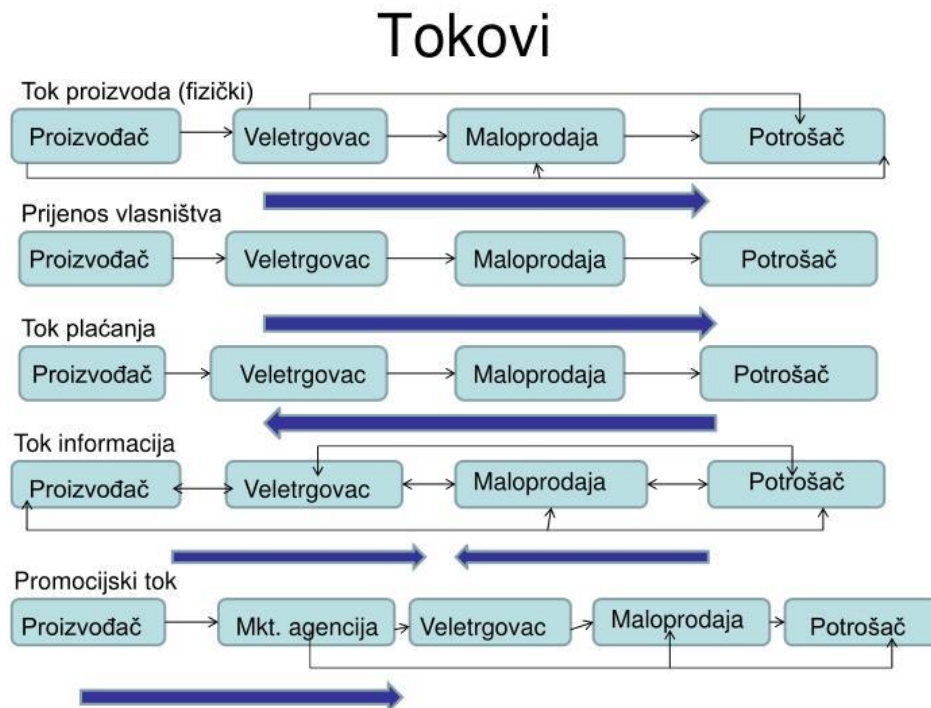 Tokovi
Tok proizvoda (fizički)
Proizvođač Veletrgovac Maloprodaja Potrošač
Prijenos vlasništva
Proizvođač Veletrgovac Maloprodaja Potrošač
Tok plaćanja
Proizvođač Veletrgovac Maloprodaja Potrošač
Tok informacija
Proizvođač Veletrgovac Maloprodaja Potrošač
Promocijski tok
Proizvođač Mkt. agencija Veletrgovac Maloprodaja Potrošač